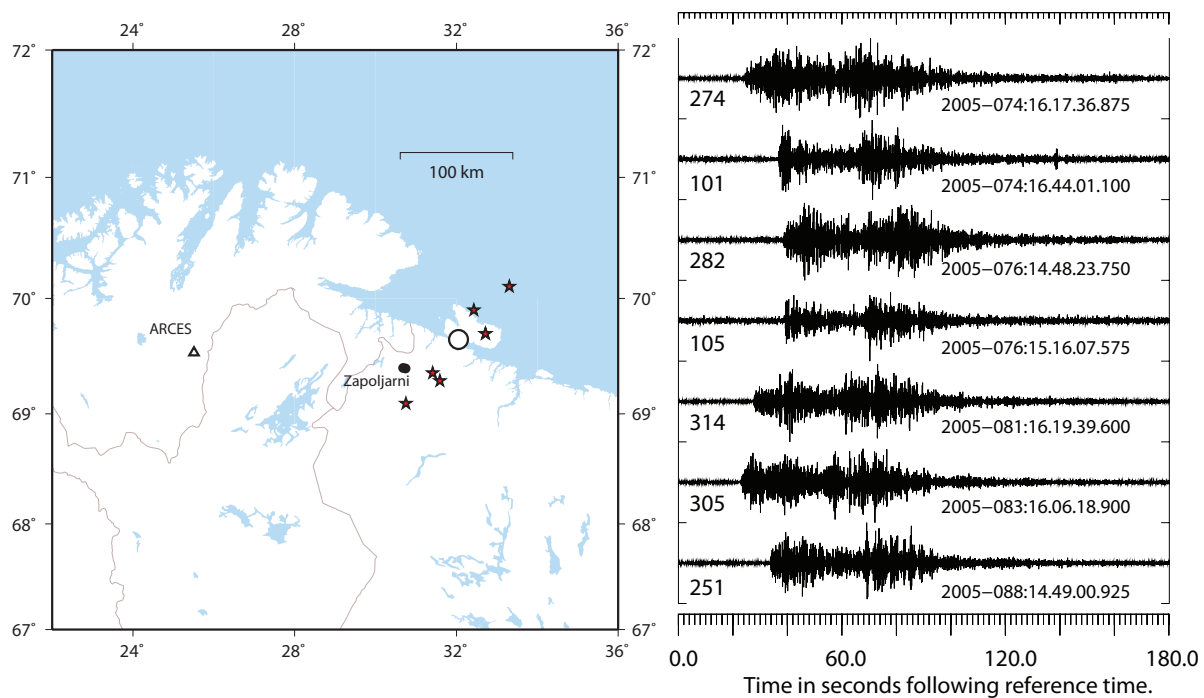 24˚ 28˚ 32˚ 36˚
72˚ 72˚
71˚ 71˚
70˚ 70˚
69˚ 69˚
68˚ 68˚
67˚ 67˚
24˚ 28˚ 32˚ 36˚
100 km
ARCES
Zapoljarni
274 2005−074:16.17.36.875
101 2005−074:16.44.01.100
282 2005−076:14.48.23.750
105 2005−076:15.16.07.575
314 2005−081:16.19.39.600
305 2005−083:16.06.18.900
251 2005−088:14.49.00.925
0.0 60.0 120.0 180.0
Time in seconds following reference time.